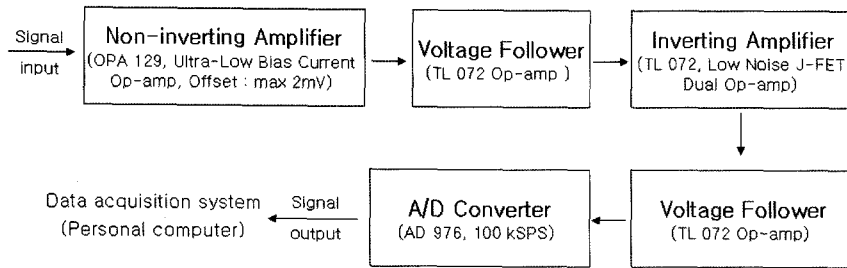 Signal
input
Non-inverting Amplifier
(OPA 129, Ultra-Low Bias Current
Op-amp, Offset : max 2mV)
Voltage Follower
(TL 072 Op-amp )
Inverting Amplifier
(TL 072, Low Noise J-FET
Dual Op-amp)
Voltage Follower
(TL 072 Op-amp)
A/D Converter
(AD 976, 100 kSPS)
Signal
output
Data acquisition system
(Personal computer)